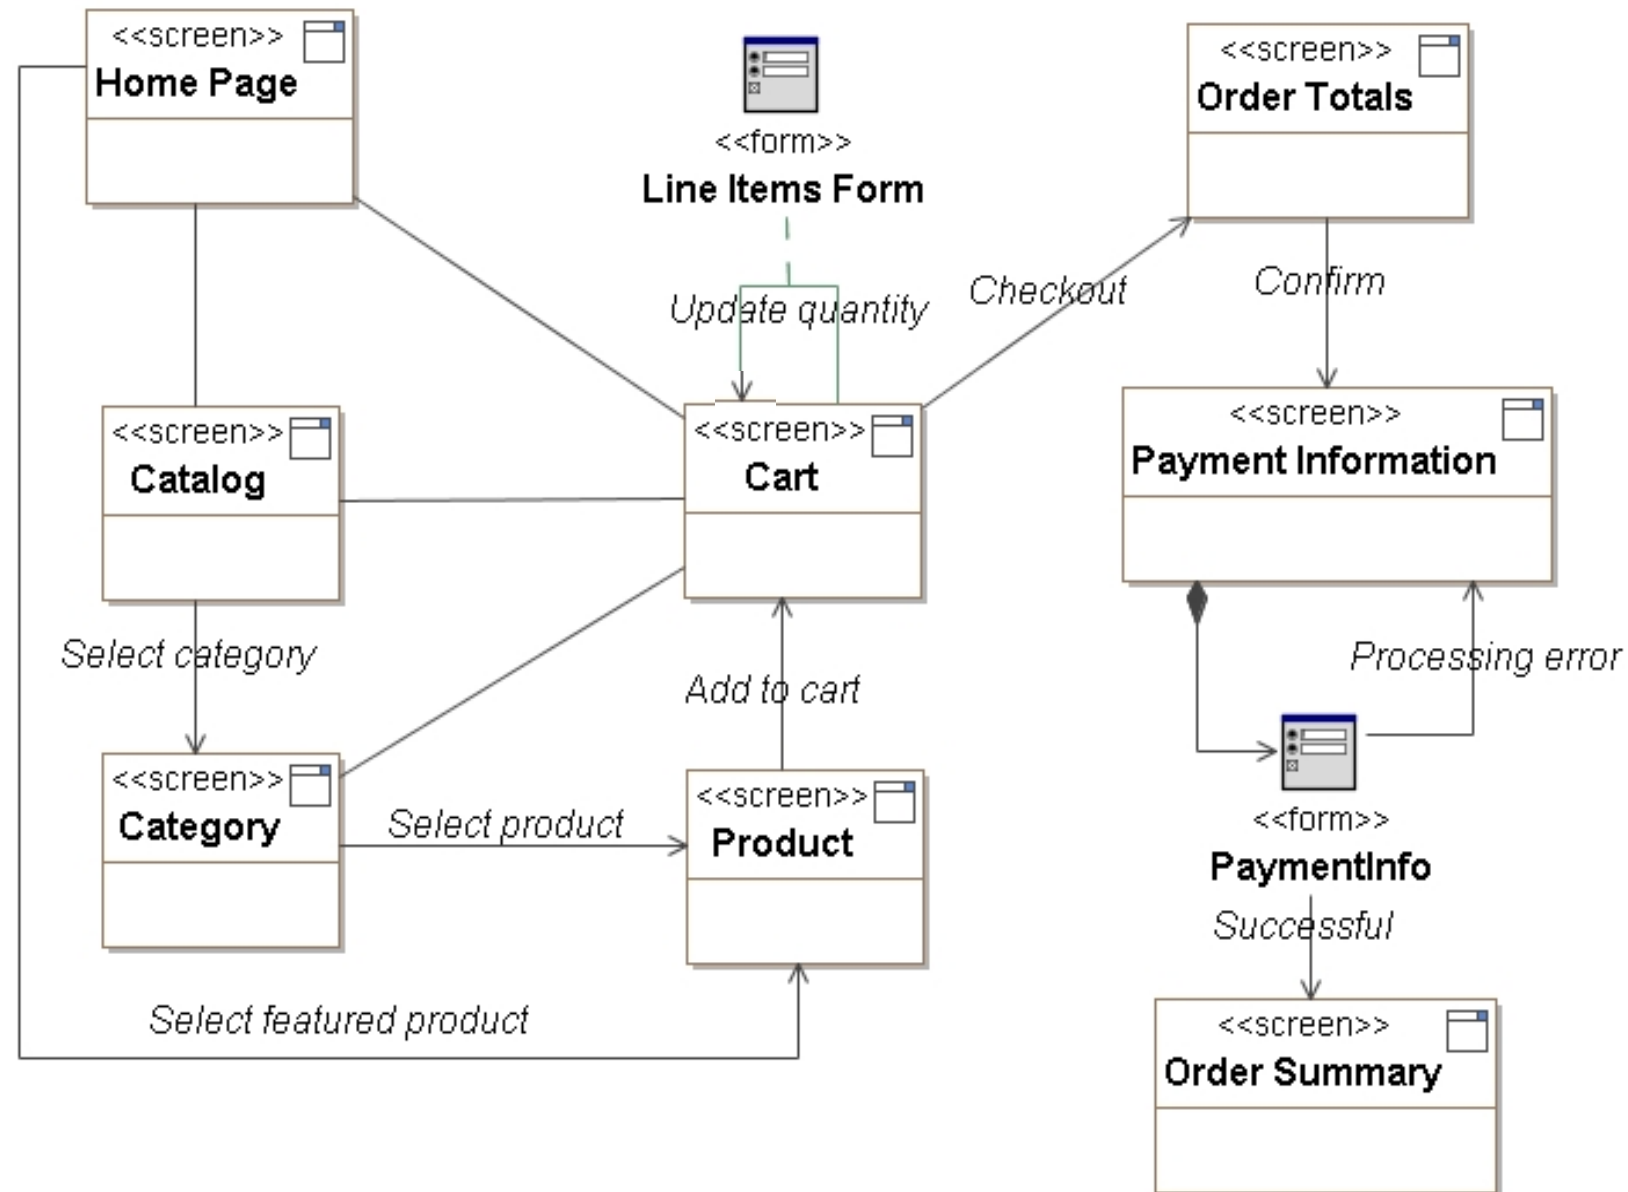 <<screen>>
Home Page
<<form>>
Line Items Form
<<screen>>
Order Totals
Update quantity
Checkout
Confirm
<<screen>>
Catalog
<<screen>>
Cart
<<screen>>
Payment Information
Select category
Add to cart
Processing error
<<screen>>
Category
Select product
<<screen>>
Product
<<form>>
PaymentInfo
Successful
Select featured product
<<screen>>
Order Summary